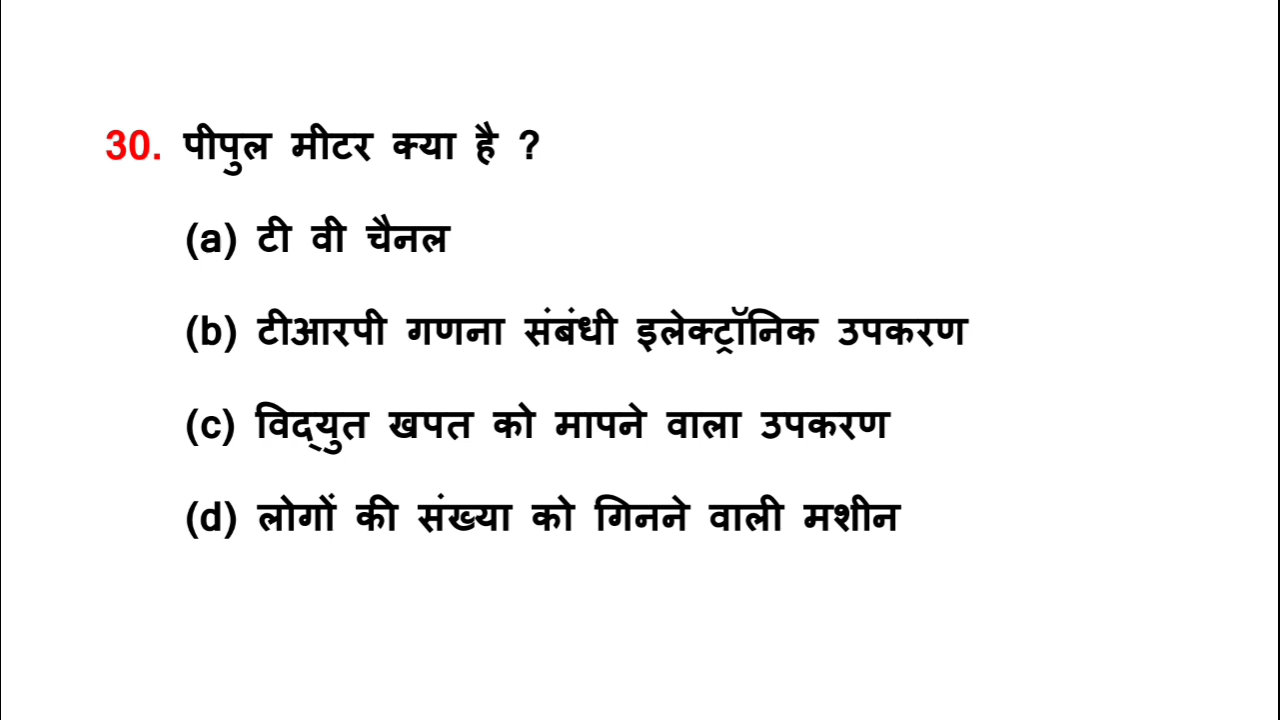 30. पीपुल मीटर क्या है ?
(a) टी वी चैनल
(b) टीआरपी गणना संबंधी इलेक्ट्रॉनिक उपकरण
(c) विद्‌युत खपत को मापने वाला उपकरण
(d) लोगों की संख्या को गिनने वाली मशीन